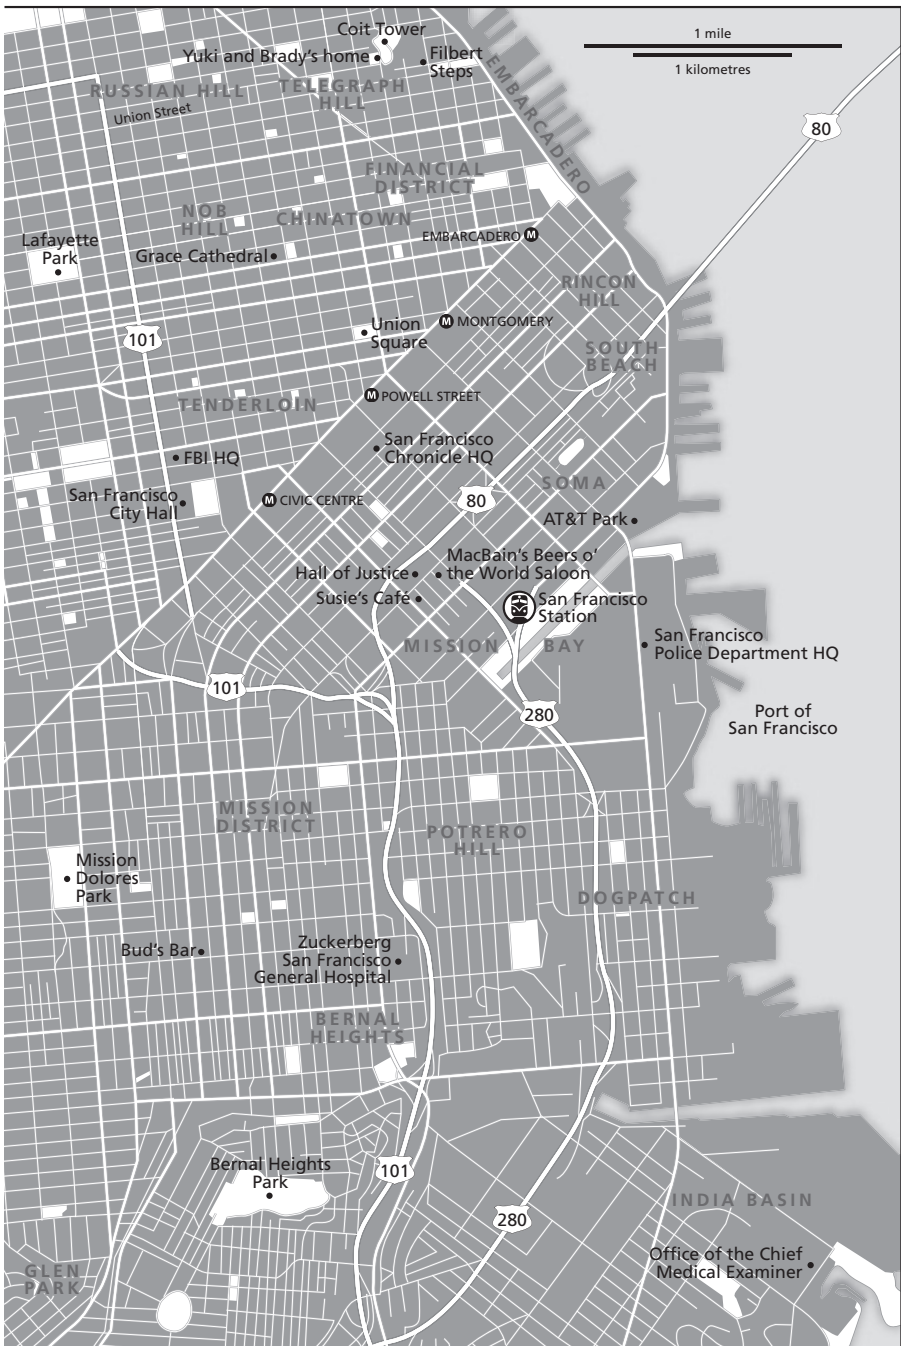 Coit Tower
Yuki and Brady's home
Filbert
Steps
1 mile
1 kilometres
EMBARCADERO
RUSSIAN HILL
TELEGRAPH
HILL
Union Street
80
FINANCIAL
DISTRICT
NOB
HILL
CHINATOWN
Lafayette
Park
Grace Cathedral
EMBARCADERO
M
RINCON
HILL
101
Union
Square
M
MONTGOMERY
SOUTH
BEACH
TENDERLOIN
M
POWELL STREET
San Francisco
Chronicle HQ
FBI HQ
San Francisco
City Hall
M
CIVIC CENTRE
80
SOMA
AT&T Park
Hall of Justice
MacBain's Beers o'
the World Saloon
Susie's Café
San Francisco
Station
MISSION BAY
San Francisco
Police Department HQ
101
280
Port of
San Francisco
MISSION
DISTRICT
POTRERO
HILL
Mission
Dolores
Park
DOGPATCH
Bud's Bar
Zuckerberg
San Francisco
General Hospital
BERNAL
HEIGHTS
Bernal Heights
Park
101
280
INDIA BASIN
GLEN
PARK
Office of the Chief
Medical Examiner